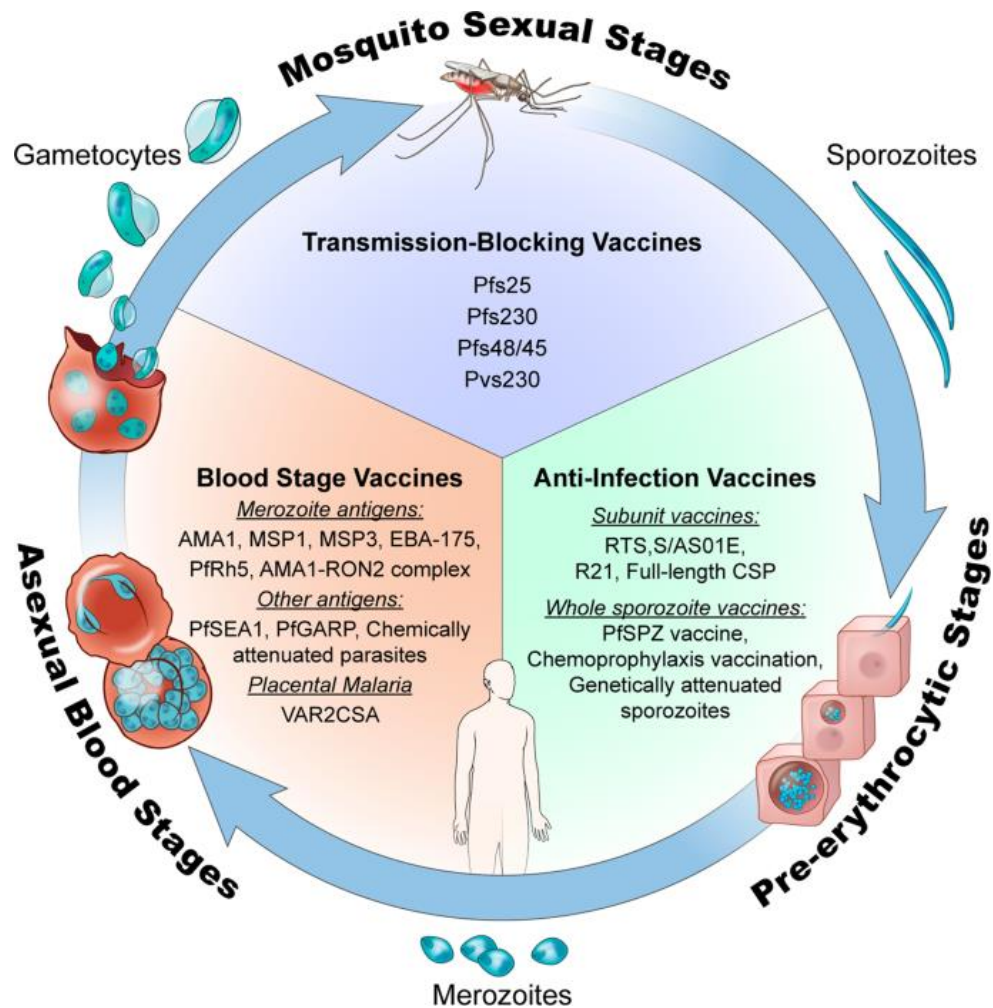 Mosquito Sexual Stages
Gametocytes
Sporozoites
Transmission-Blocking Vaccines
Pfs25
Pfs230
Pfs48/45
Pvs230
Blood Stage Vaccines
Merozoite antigens:
AMA1, MSP1, MSP3, EBA-175,
PfRh5, AMA1-RON2 complex
Other antigens:
PfSEA1, PfGARP, Chemically
attenuated parasites
Placental Malaria
VAR2CSA
Anti-Infection Vaccines
Subunit vaccines:
RTS,S/AS01E,
R21, Full-length CSP
Whole sporozoite vaccines:
PfSPZ vaccine,
Chemoprophylaxis vaccination,
Genetically attenuated
sporozoites
Asexual Blood Stages
Pre-erythrocytic Stages
Merozoites